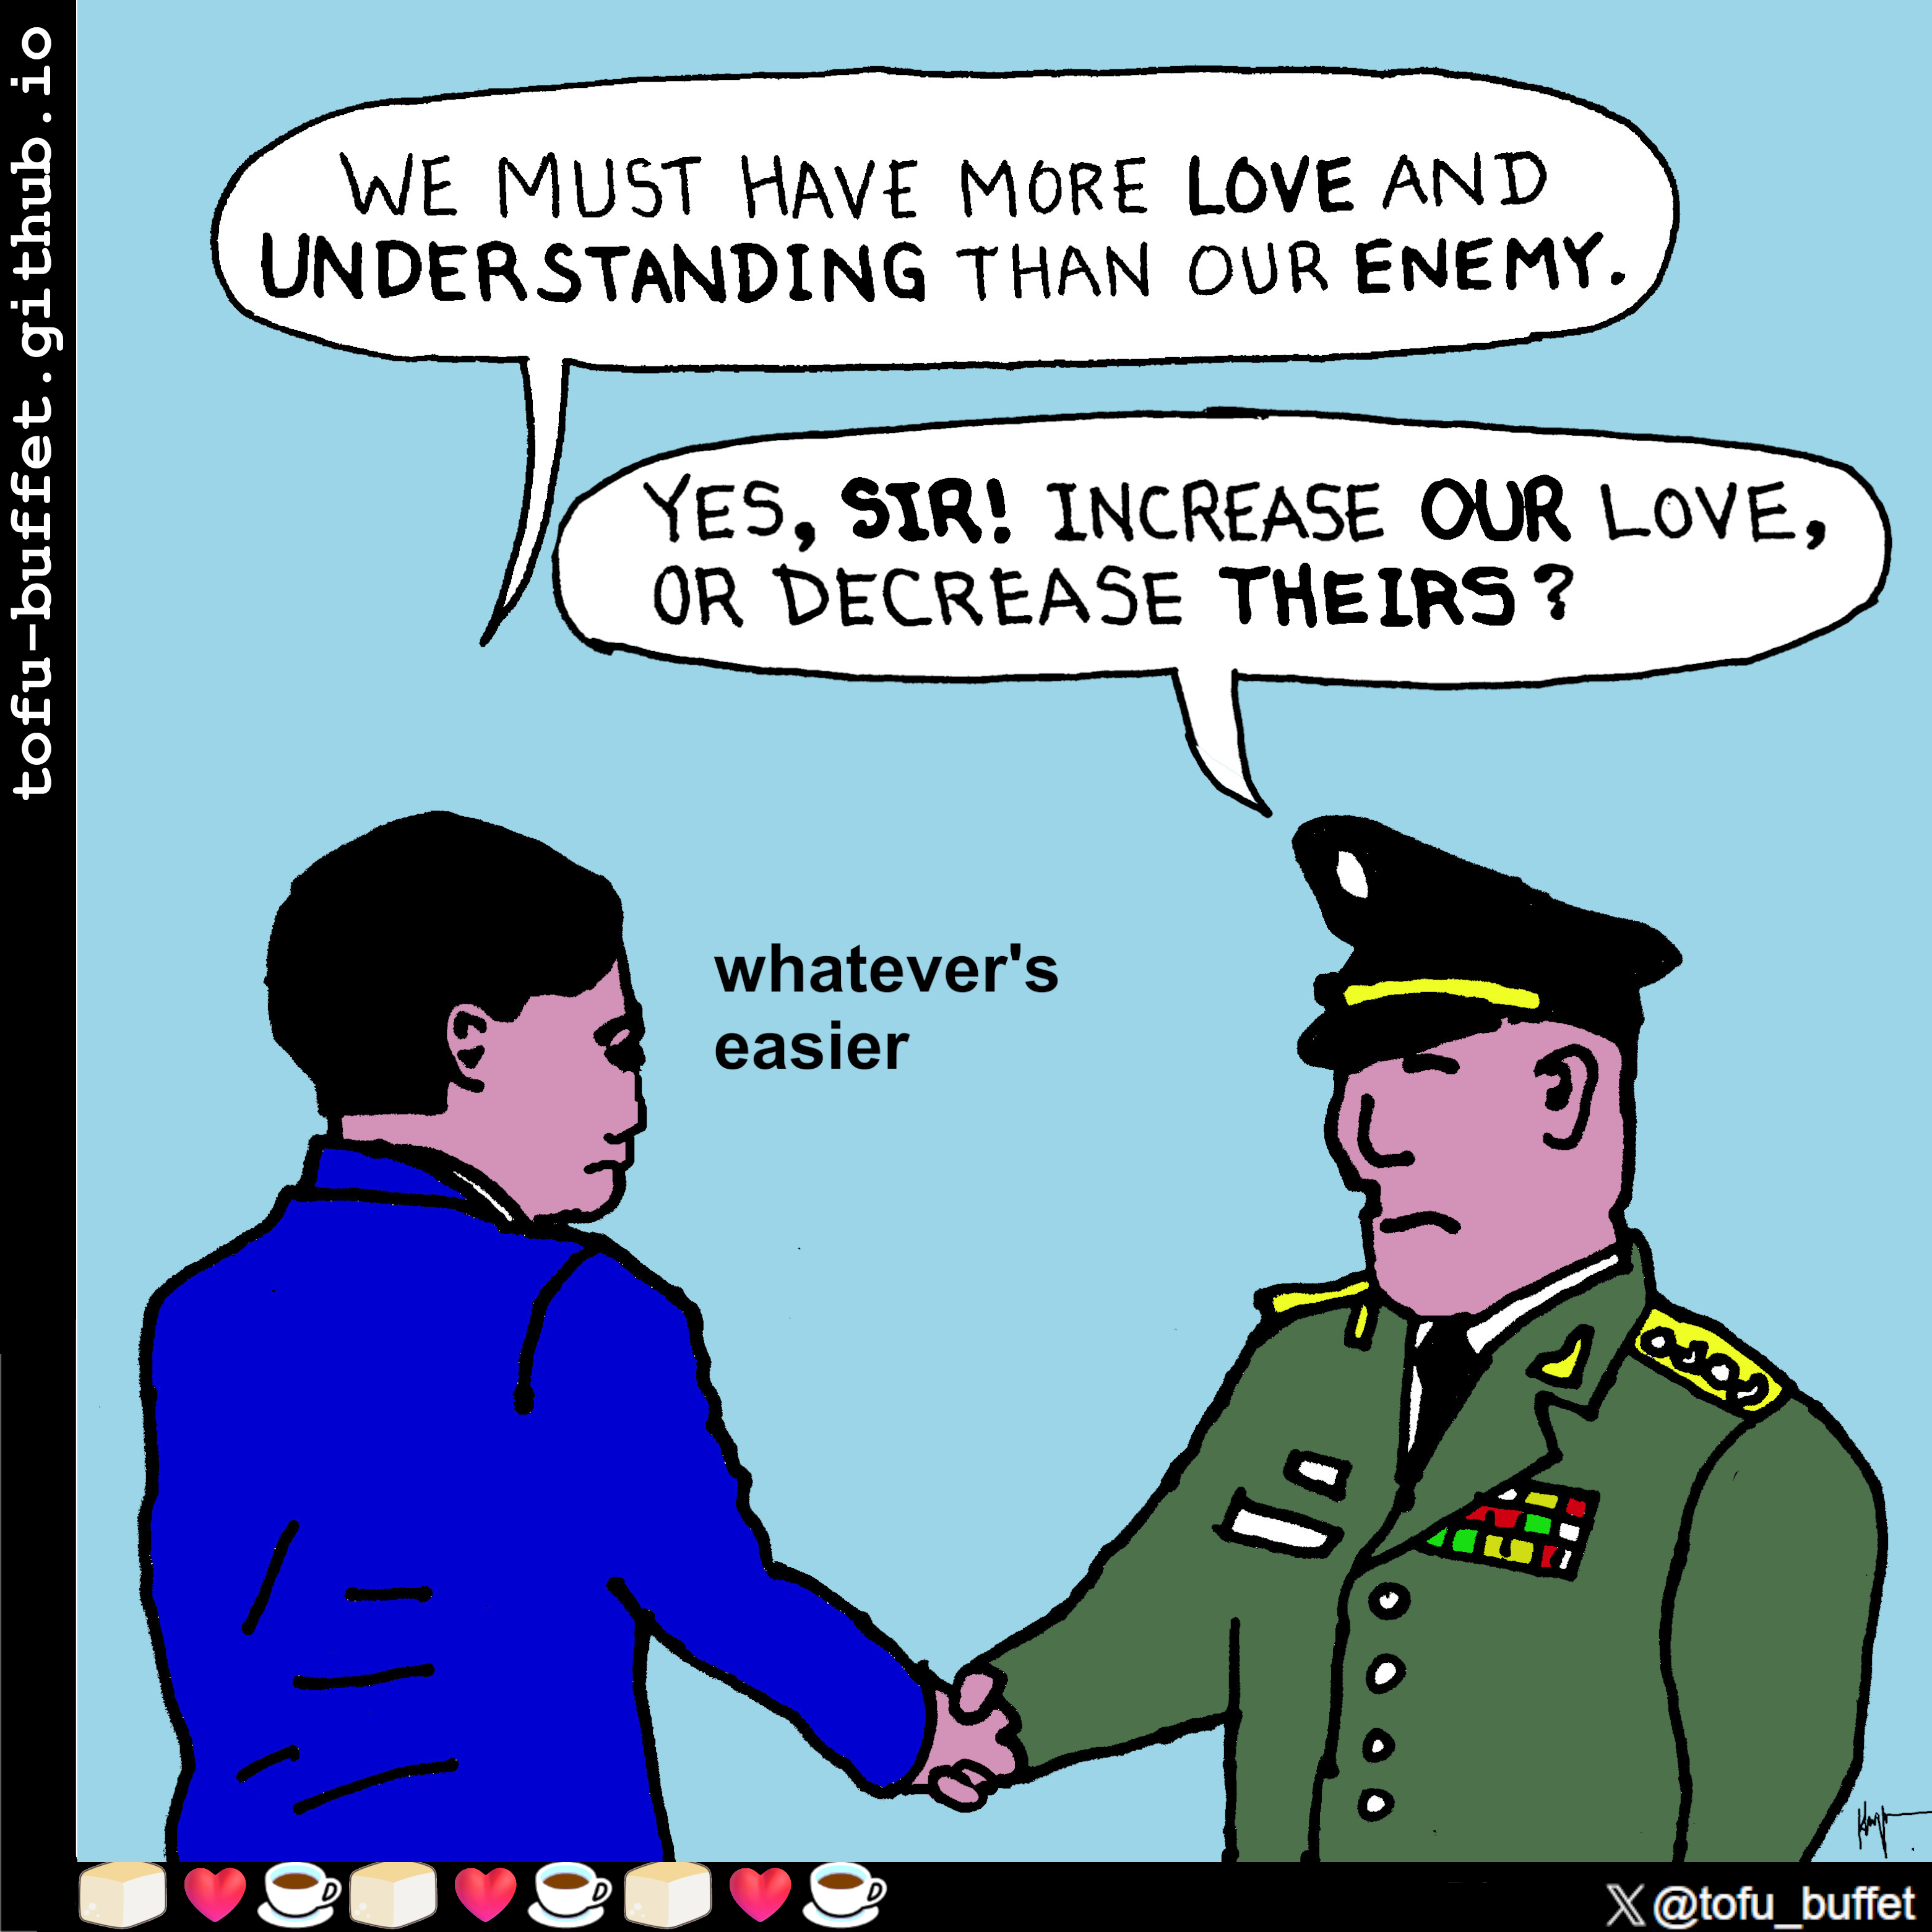 tofu-buffet.github.io
WE MUST HAVE MORE LOVE AND
UNDERSTANDING THAN OUR ENEMY.
YES, SIR! INCREASE OUR LOVE,
OR DECREASE THEIRS?
whatever's
easier
X @tofu_buffet